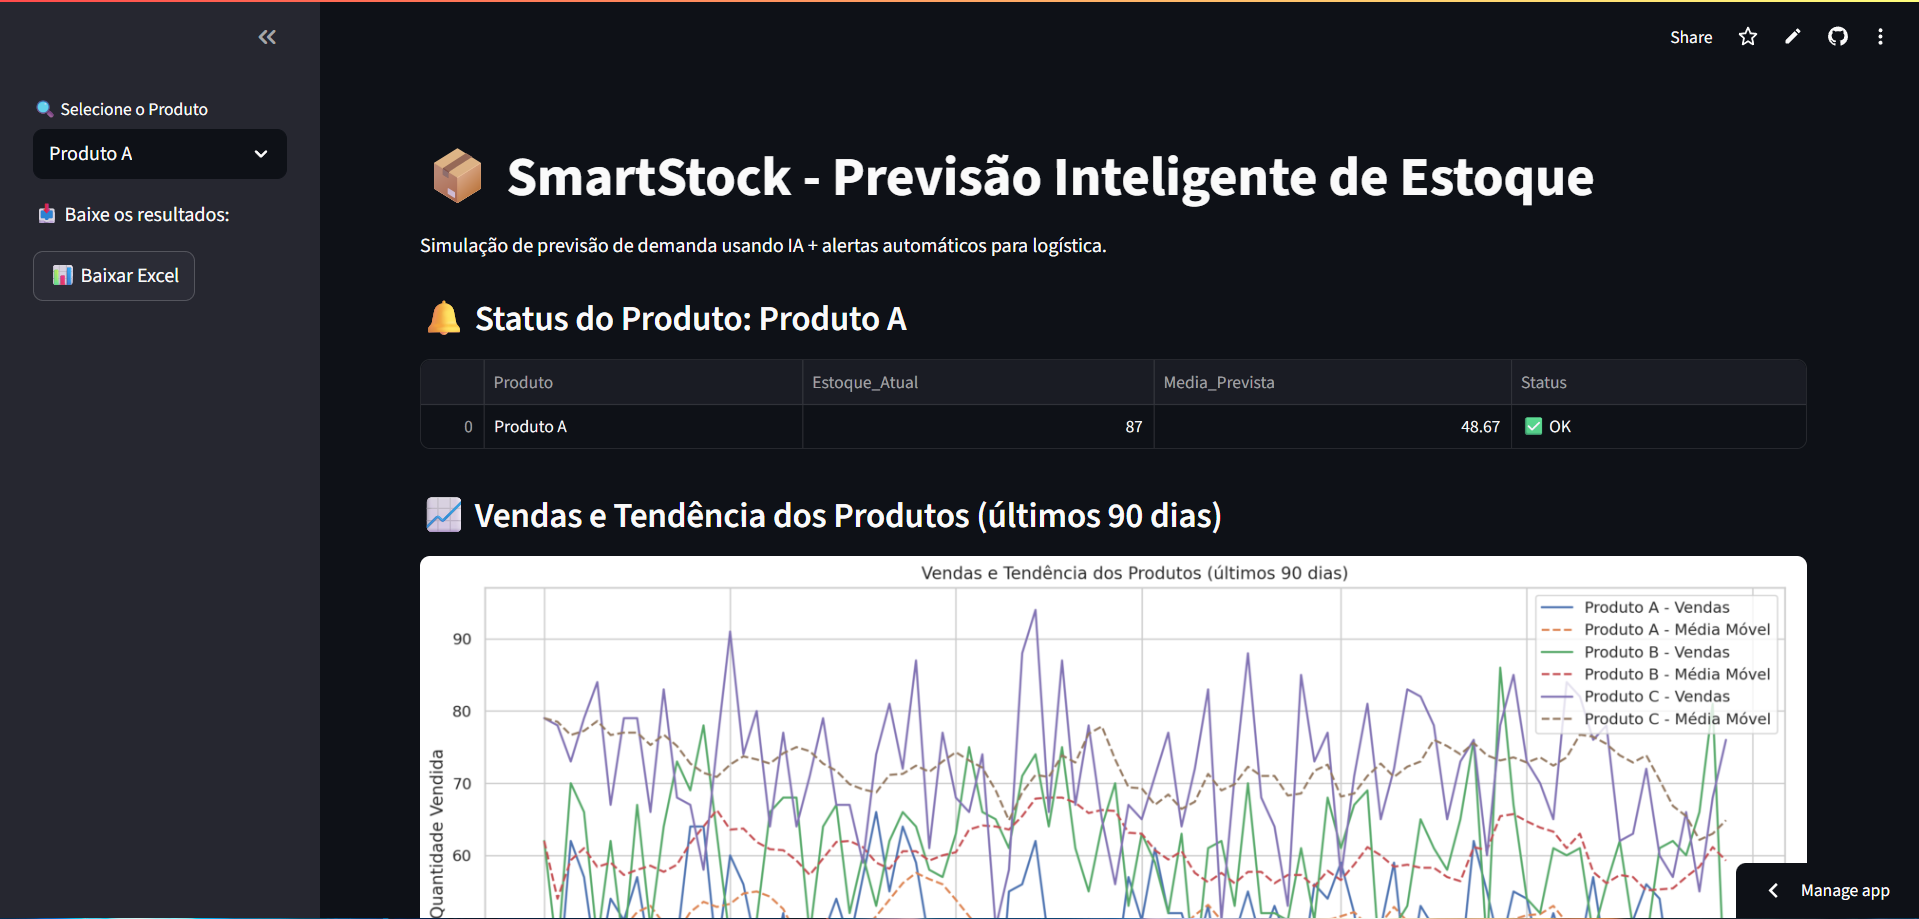 Share
🔍 Selecione o Produto
Produto A
📥 Baixe os resultados:
📊 Baixar Excel
📦 SmartStock - Previsão Inteligente de Estoque
Simulação de previsão de demanda usando IA + alertas automáticos para logística.
🔔 Status do Produto: Produto A
Produto Estoque_Atual Media_Prevista Status
0 Produto A 87 48.67 ✅ OK
📈 Vendas e Tendência dos Produtos (últimos 90 dias)
Vendas e Tendência dos Produtos (últimos 90 dias)
Produto A - Vendas
Produto A - Média Móvel
Produto B - Vendas
Produto B - Média Móvel
Produto C - Vendas
Produto C - Média Móvel
90
80
70
60
Quantidade Vendida
Manage app